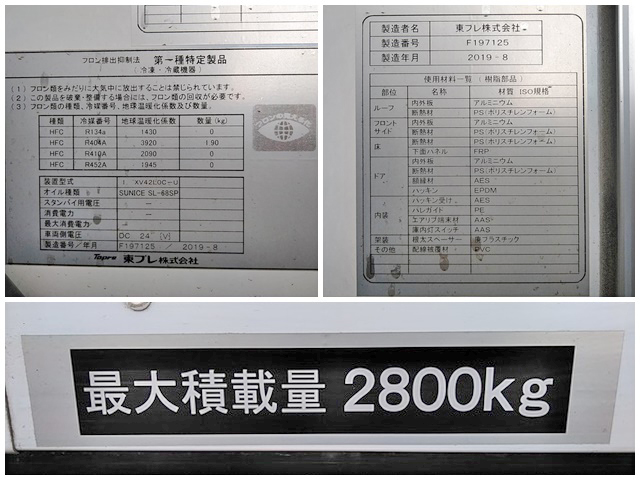 フロン排出抑制法 第一種特定製品
(冷凍・冷蔵機器)
(1) フロン類をみだりに大気中に放出することは禁じられています。
(2) この製品を破棄・整備する場合には、フロン類の回収が必要です。
(3) フロン類の種類、冷媒番号、地球温暖化係数及び数量。
種類 冷媒番号 地球温暖化係数 数量 (kg)
HFC R134a 1430 0
HFC R404A 3920 1.90
HFC R410A 2090 0
HFC R452A 1945 0
装置型式
オイル種類 SUNICE SL-68SP
スタンバイ用電圧 —
消費電力 —
最大消費電力 —
車両側電圧 DC 24 [V]
製造番号/年月 F197125 / 2019-8
Topre 東プレ株式会社
製造者名 東プレ株式会社
製造番号 F197125
製造年月 2019-8
使用材料一覧 (樹脂部品)
部位 名称 材質 ISO規格
ルーフ 内外板 アルミニウム
断熱材 PS(ポリスチレンフォーム)
フロント サイド 内外板 アルミニウム
断熱材 PS(ポリスチレンフォーム)
床 断熱材 PS(ポリスチレンフォーム)
下面パネル FRP
ドア 内外板 アルミニウム
断熱材 PS(ポリスチレンフォーム)
額縁材 AES
パッキン EPDM
内装 パッキン受け AES
ハレガイド PE
エアリブ端末材 AAS
庫内灯スイッチ AAS
架装 根太スペーサー 廃プラスチック
その他 配線被覆材 PVC
最大積載量 2800kg